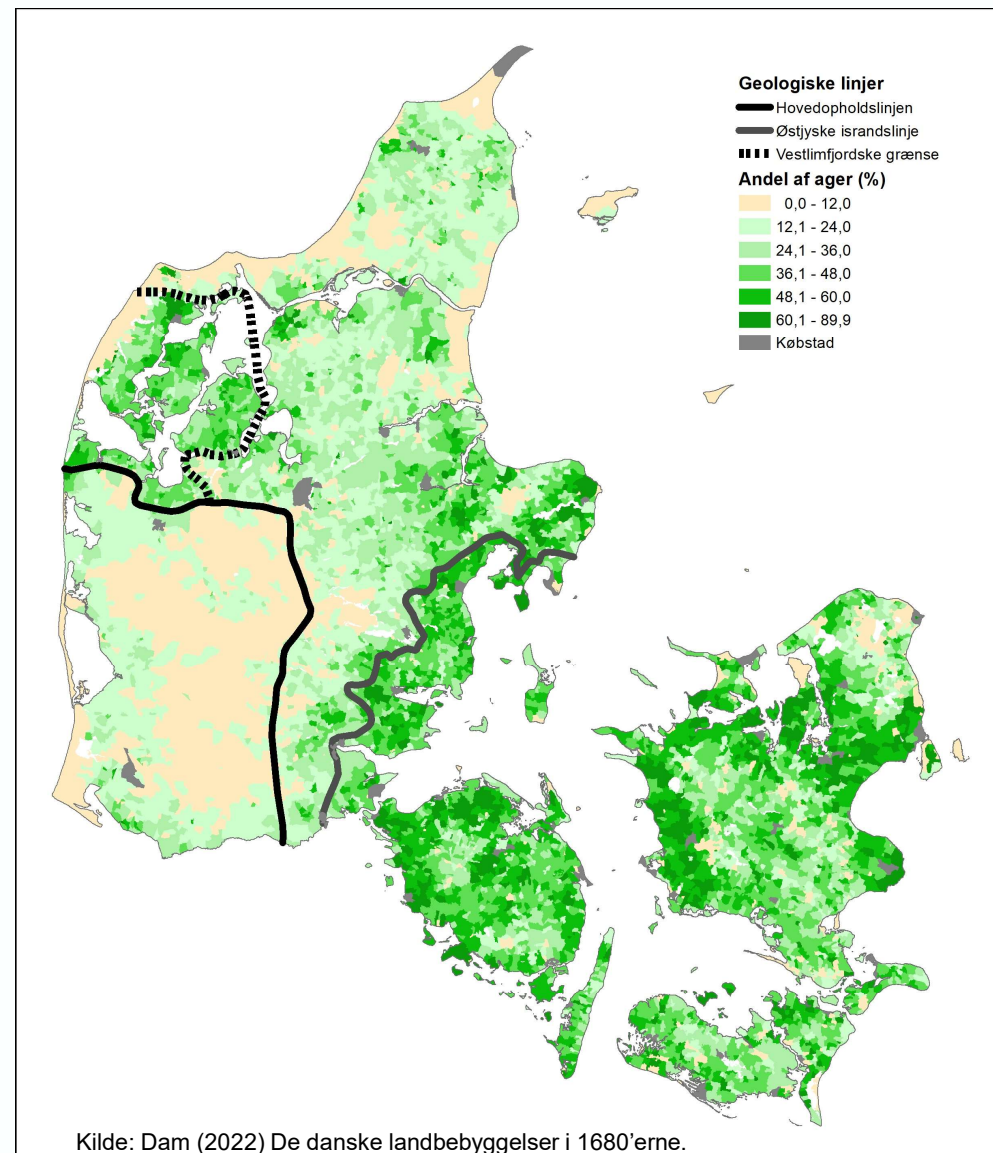 Geologiske linjer
Hovedopholdslinjen
Østjyske israndslinje
Vestlimfjordske grænse
Andel af ager (%)
0,0 - 12,0
12,1 - 24,0
24,1 - 36,0
36,1 - 48,0
48,1 - 60,0
60,1 - 89,9
Købstad
Kilde: Dam (2022) De danske landbebyggelser i 1680’erne.